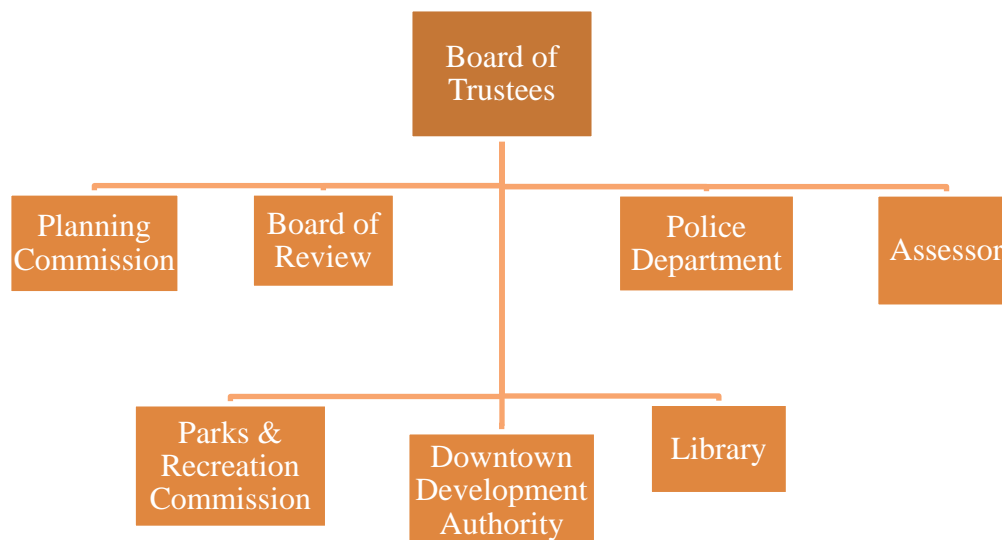 Board of
Trustees
Planning
Commission
Board of
Review
Police
Department
Assessor
Parks &
Recreation
Commission
Downtown
Development
Authority
Library